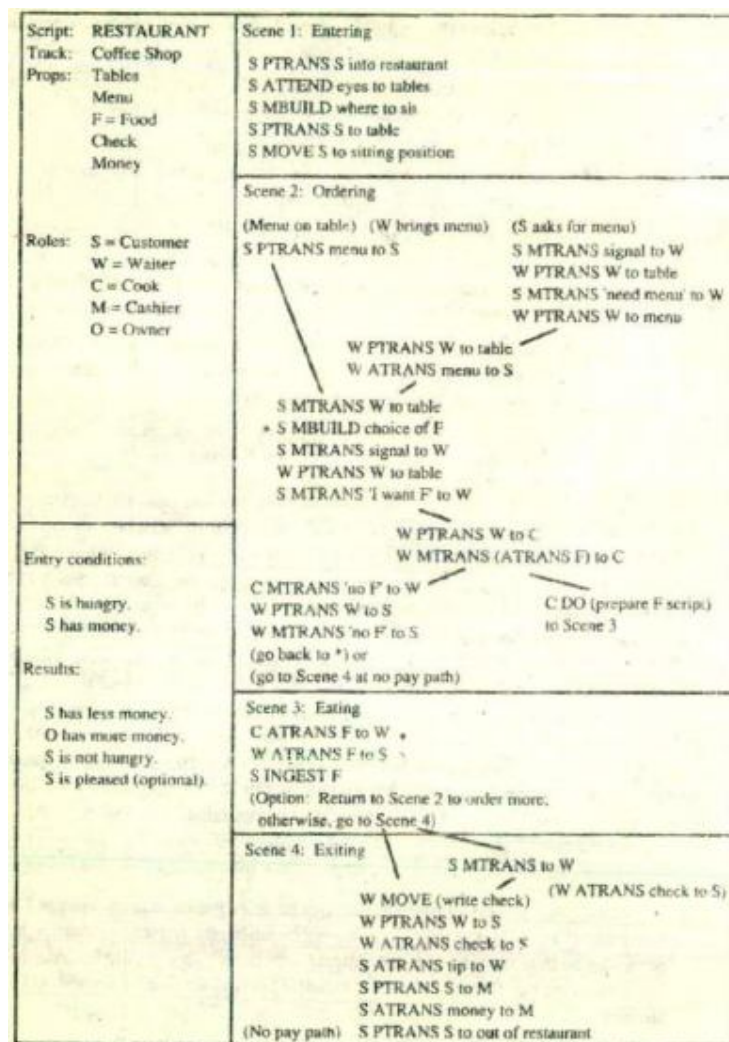 Script: RESTAURANT
Track: Coffee Shop
Props: Tables
Menu
F = Food
Check
Money
Roles: S = Customer
W = Waiter
C = Cook
M = Cashier
O = Owner
Entry conditions:
S is hungry.
S has money.
Results:
S has less money.
O has more money.
S is not hungry.
S is pleased (optional).
Scene 1: Entering
S PTRANS S into restaurant
S ATTEND eyes to tables
S MBUILD where to sit
S PTRANS S to table
S MOVE S to sitting position
Scene 2: Ordering
(Menu on table) (W brings menu) (S asks for menu)
S PTRANS menu to S
S MTRANS signal to W
W PTRANS W to table
S MTRANS 'need menu' to W
W PTRANS W to menu
W PTRANS W to table
W ATRANS menu to S
S MTRANS W to table
* S MBUILD choice of F
S MTRANS signal to W
W PTRANS W to table
S MTRANS 'I want F' to W
W PTRANS W to C
W MTRANS (ATRANS F) to C
C MTRANS 'no F' to W
W PTRANS W to S
W MTRANS 'no F' to S
(go back to *) or
(go to Scene 4 at no pay path)
C DO (prepare F script)
to Scene 3
Scene 3: Eating
C ATRANS F to W
W ATRANS F to S
S INGEST F
(Option: Return to Scene 2 to order more,
otherwise, go to Scene 4)
Scene 4: Exiting
S MTRANS to W
(W ATRANS check to S)
W MOVE (write check)
W PTRANS W to S
W ATRANS check to S
S ATRANS tip to W
S PTRANS S to M
S ATRANS money to M
(No pay path) S PTRANS S to out of restaurant